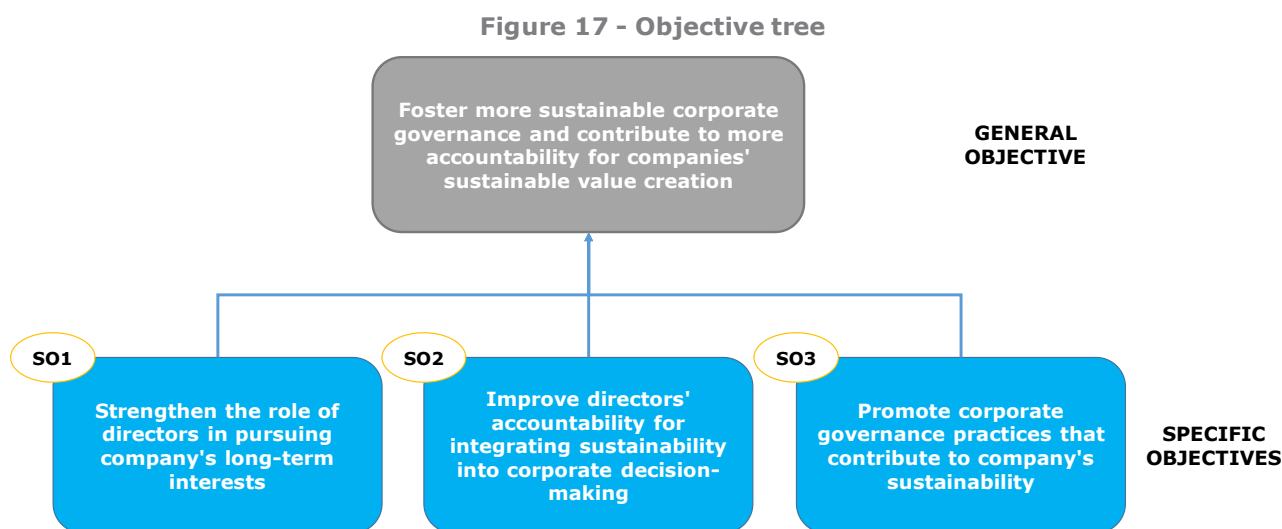 Figure 17 - Objective tree
Foster more sustainable corporate
governance and contribute to more
accountability for companies'
sustainable value creation
GENERAL
OBJECTIVE
SO1
Strengthen the role of
directors in pursuing
company's long-term
interests
SO2
Improve directors'
accountability for
integrating sustainability
into corporate decision-
making
SO3
Promote corporate
governance practices that
contribute to company's
sustainability
SPECIFIC
OBJECTIVES